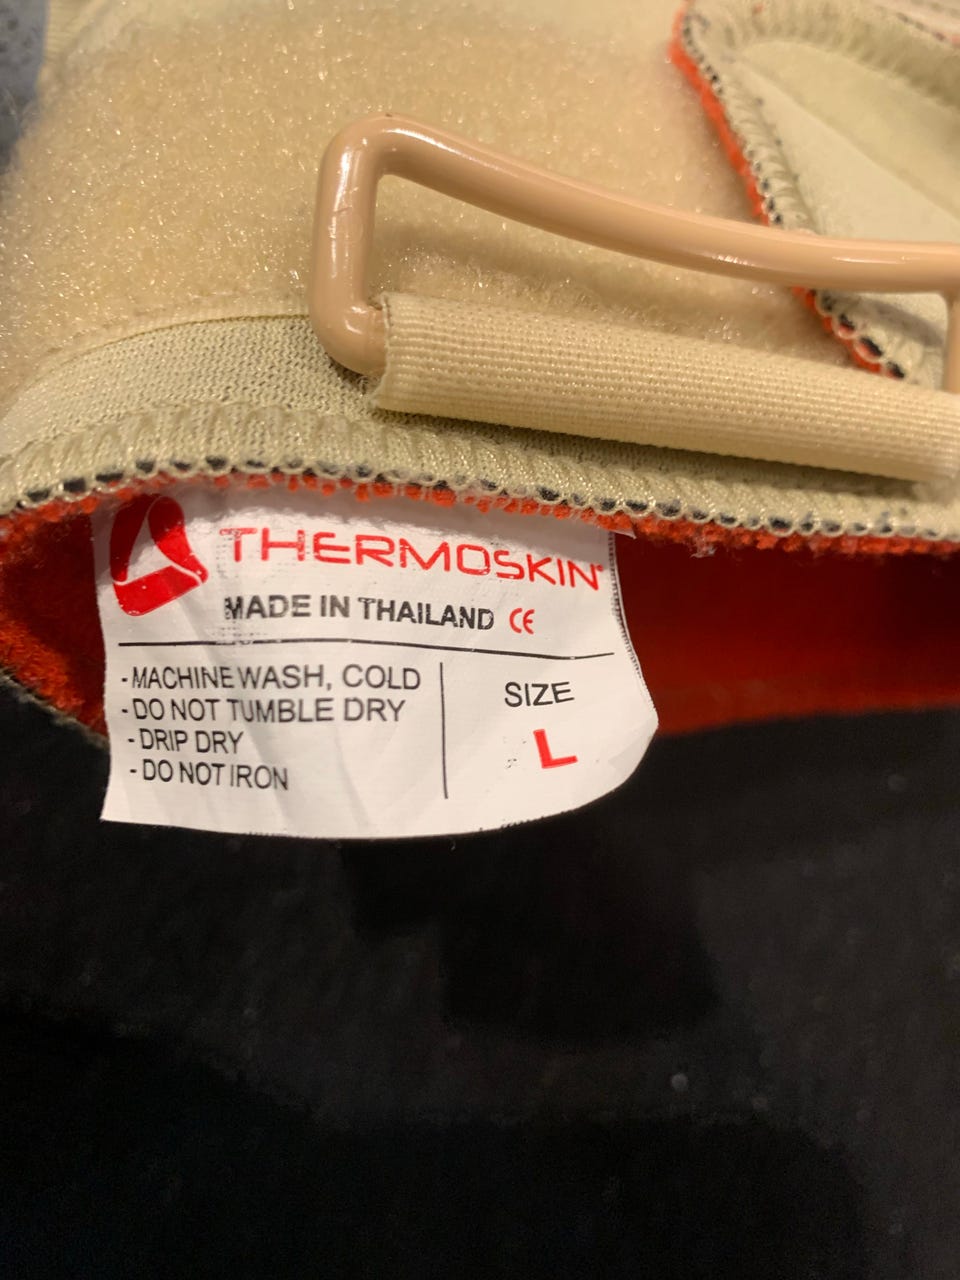 THERMOSKIN®
MADE IN THAILAND CE
- MACHINE WASH, COLD
- DO NOT TUMBLE DRY
- DRIP DRY
- DO NOT IRON
SIZE
L